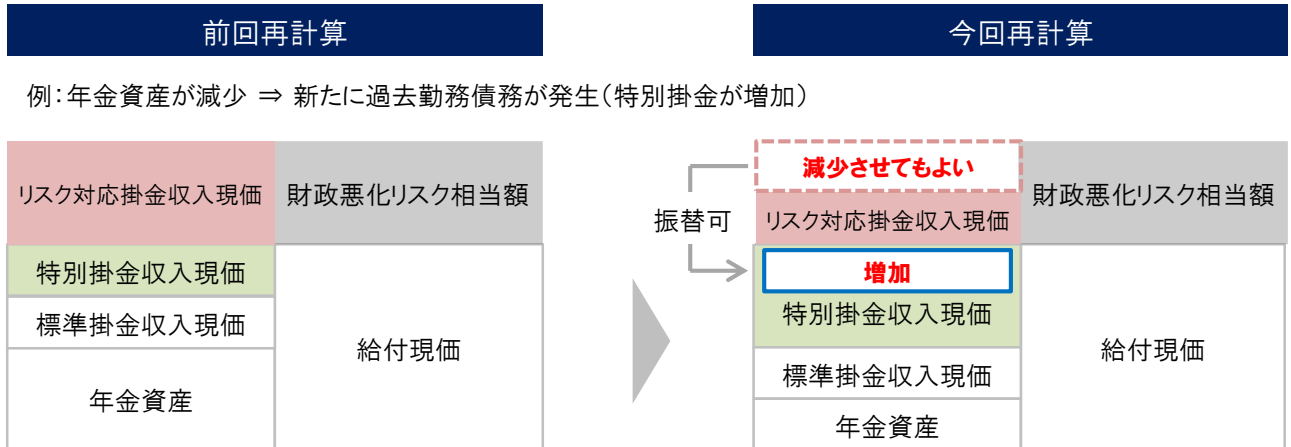 前回再計算
今回再計算
例：年金資産が減少 ⇒ 新たに過去勤務債務が発生（特別掛金が増加）
リスク対応掛金収入現価
財政悪化リスク相当額
特別掛金収入現価
標準掛金収入現価
年金資産
給付現価
振替可
減少させてもよい
リスク対応掛金収入現価
財政悪化リスク相当額
増加
特別掛金収入現価
標準掛金収入現価
年金資産
給付現価